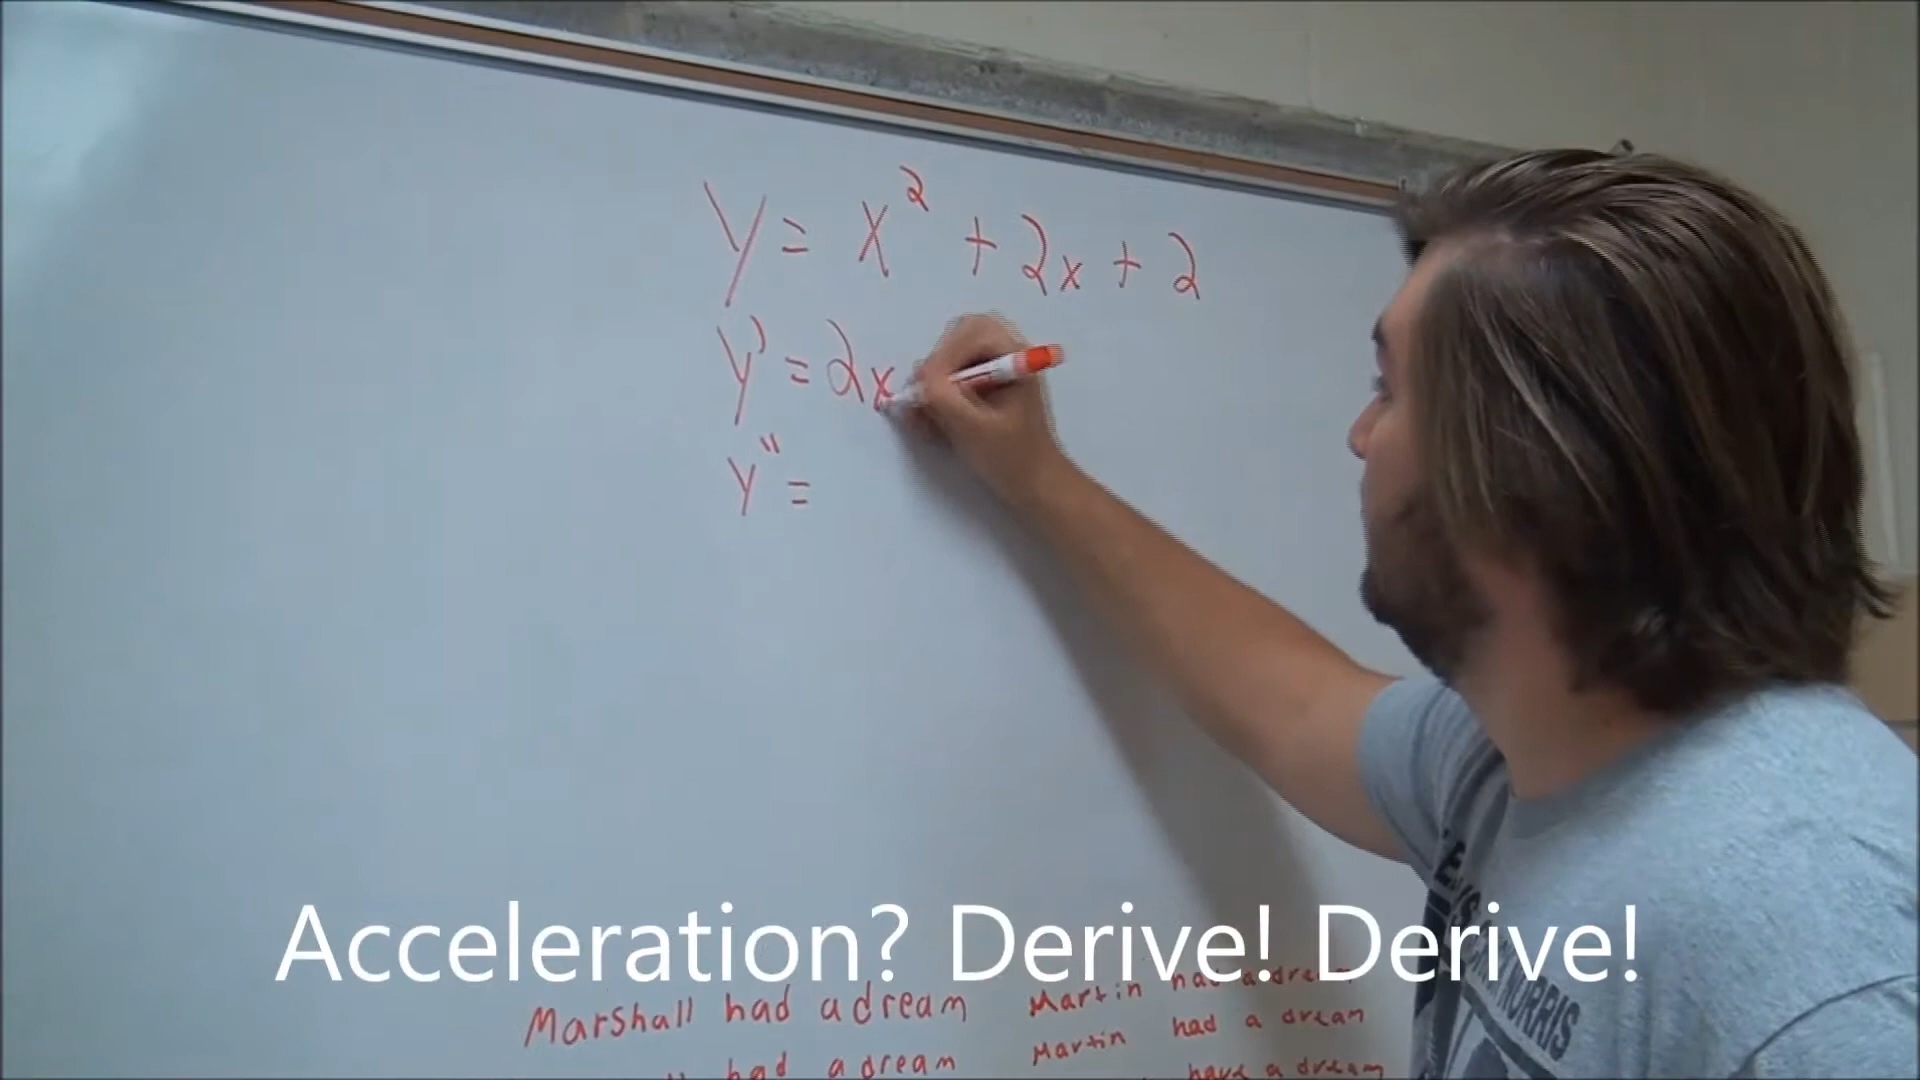 y = x² + 2x + 2
y' = 2x
y" =
Acceleration? Derive! Derive!
Marshall had a dream Martin had a dream
had a dream Martin had a dream
have a dream
NORRIS